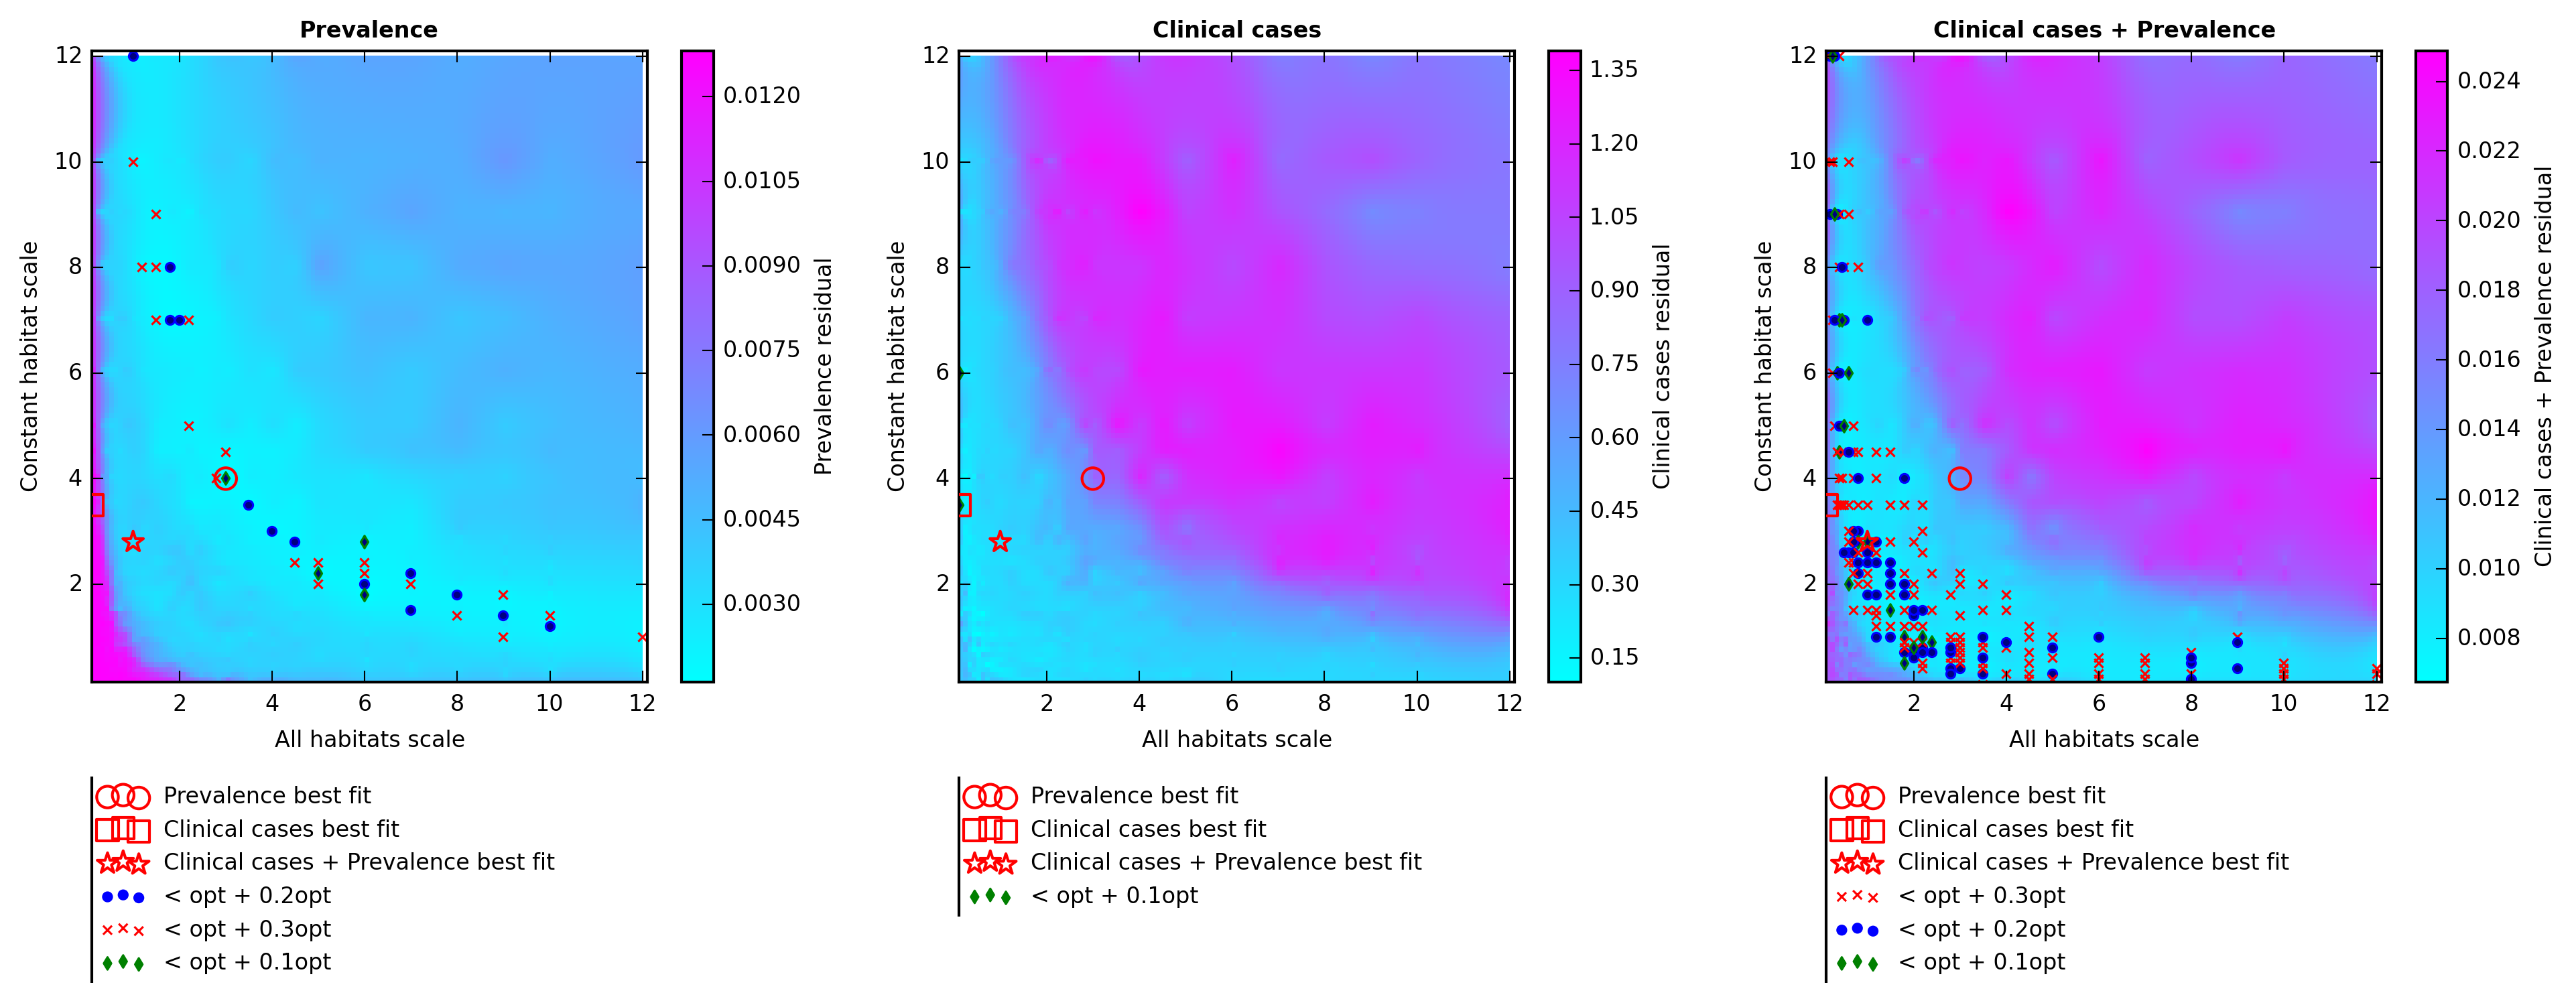 Prevalence
12
10
8
6
4
2
2
4
6
8
10
12
Constant habitat scale
All habitats scale
0.0120
0.0105
0.0090
0.0075
0.0060
0.0045
0.0030
Prevalence residual
Prevalence best fit
Clinical cases best fit
Clinical cases + Prevalence best fit
< opt + 0.2opt
< opt + 0.3opt
< opt + 0.1opt
Clinical cases
12
10
8
6
4
2
2
4
6
8
10
12
Constant habitat scale
All habitats scale
1.35
1.20
1.05
0.90
0.75
0.60
0.45
0.30
0.15
Clinical cases residual
Prevalence best fit
Clinical cases best fit
Clinical cases + Prevalence best fit
< opt + 0.1opt
Clinical cases + Prevalence
12
10
8
6
4
2
2
4
6
8
10
12
Constant habitat scale
All habitats scale
0.024
0.022
0.020
0.018
0.016
0.014
0.012
0.010
0.008
Clinical cases + Prevalence residual
Prevalence best fit
Clinical cases best fit
Clinical cases + Prevalence best fit
< opt + 0.3opt
< opt + 0.2opt
< opt + 0.1opt